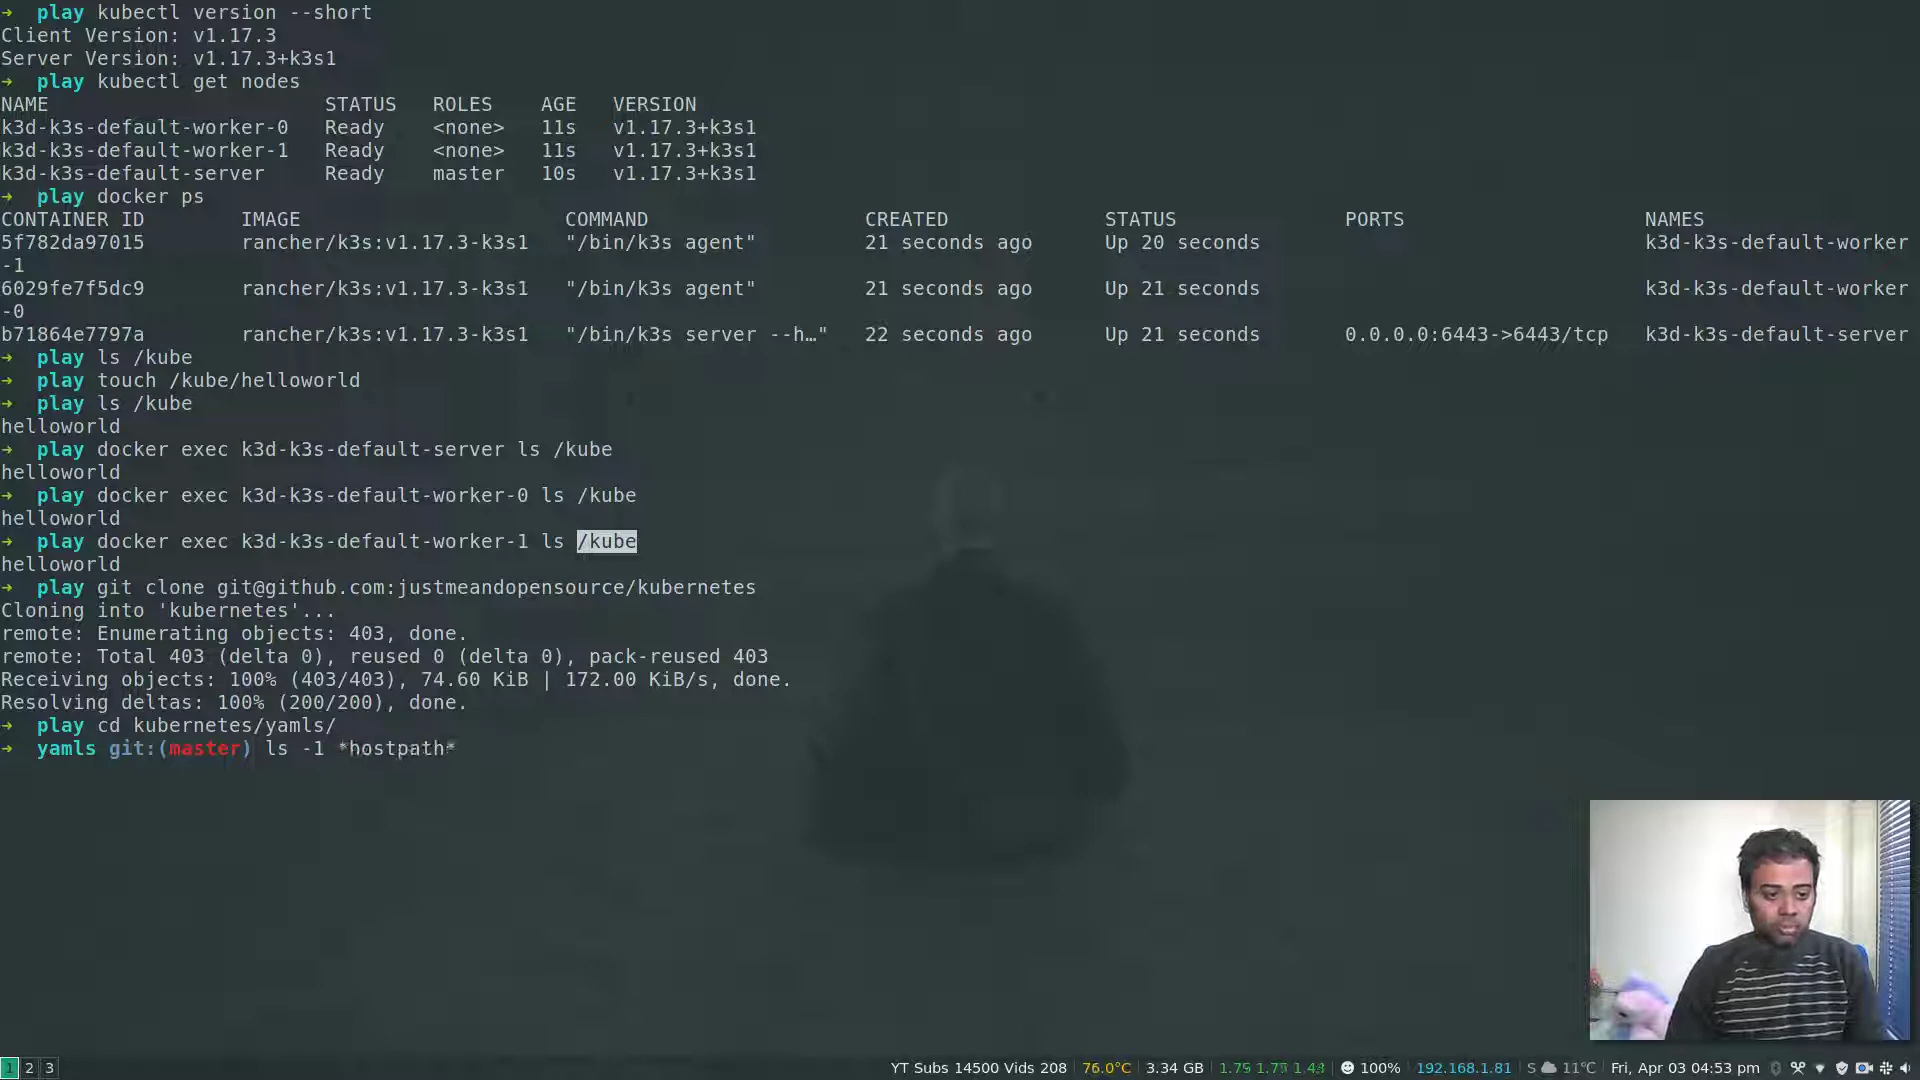 → play kubectl version --short
Client Version: v1.17.3
Server Version: v1.17.3+k3s1
→ play kubectl get nodes
NAME STATUS ROLES AGE VERSION
k3d-k3s-default-worker-0 Ready <none> 11s v1.17.3+k3s1
k3d-k3s-default-worker-1 Ready <none> 11s v1.17.3+k3s1
k3d-k3s-default-server Ready master 10s v1.17.3+k3s1
→ play docker ps
CONTAINER ID IMAGE COMMAND CREATED STATUS PORTS NAMES
5f782da97015 rancher/k3s:v1.17.3-k3s1 "/bin/k3s agent" 21 seconds ago Up 20 seconds k3d-k3s-default-worker
-1
6029fe7f5dc9 rancher/k3s:v1.17.3-k3s1 "/bin/k3s agent" 21 seconds ago Up 21 seconds k3d-k3s-default-worker
-0
b71864e7797a rancher/k3s:v1.17.3-k3s1 "/bin/k3s server --h…" 22 seconds ago Up 21 seconds 0.0.0.0:6443->6443/tcp k3d-k3s-default-server
→ play ls /kube
→ play touch /kube/helloworld
→ play ls /kube
helloworld
→ play docker exec k3d-k3s-default-server ls /kube
helloworld
→ play docker exec k3d-k3s-default-worker-0 ls /kube
helloworld
→ play docker exec k3d-k3s-default-worker-1 ls /kube
helloworld
→ play git clone git@github.com:justmeandopensource/kubernetes
Cloning into 'kubernetes'...
remote: Enumerating objects: 403, done.
remote: Total 403 (delta 0), reused 0 (delta 0), pack-reused 403
Receiving objects: 100% (403/403), 74.60 KiB | 172.00 KiB/s, done.
Resolving deltas: 100% (200/200), done.
→ play cd kubernetes/yamls/
→ yamls git:(master) ls -1 *hostpath*
1 2 3 YT Subs 14500 Vids 208 76.0°C 3.34 GB 100% 192.168.1.81 S 11°C Fri, Apr 03 04:53 pm